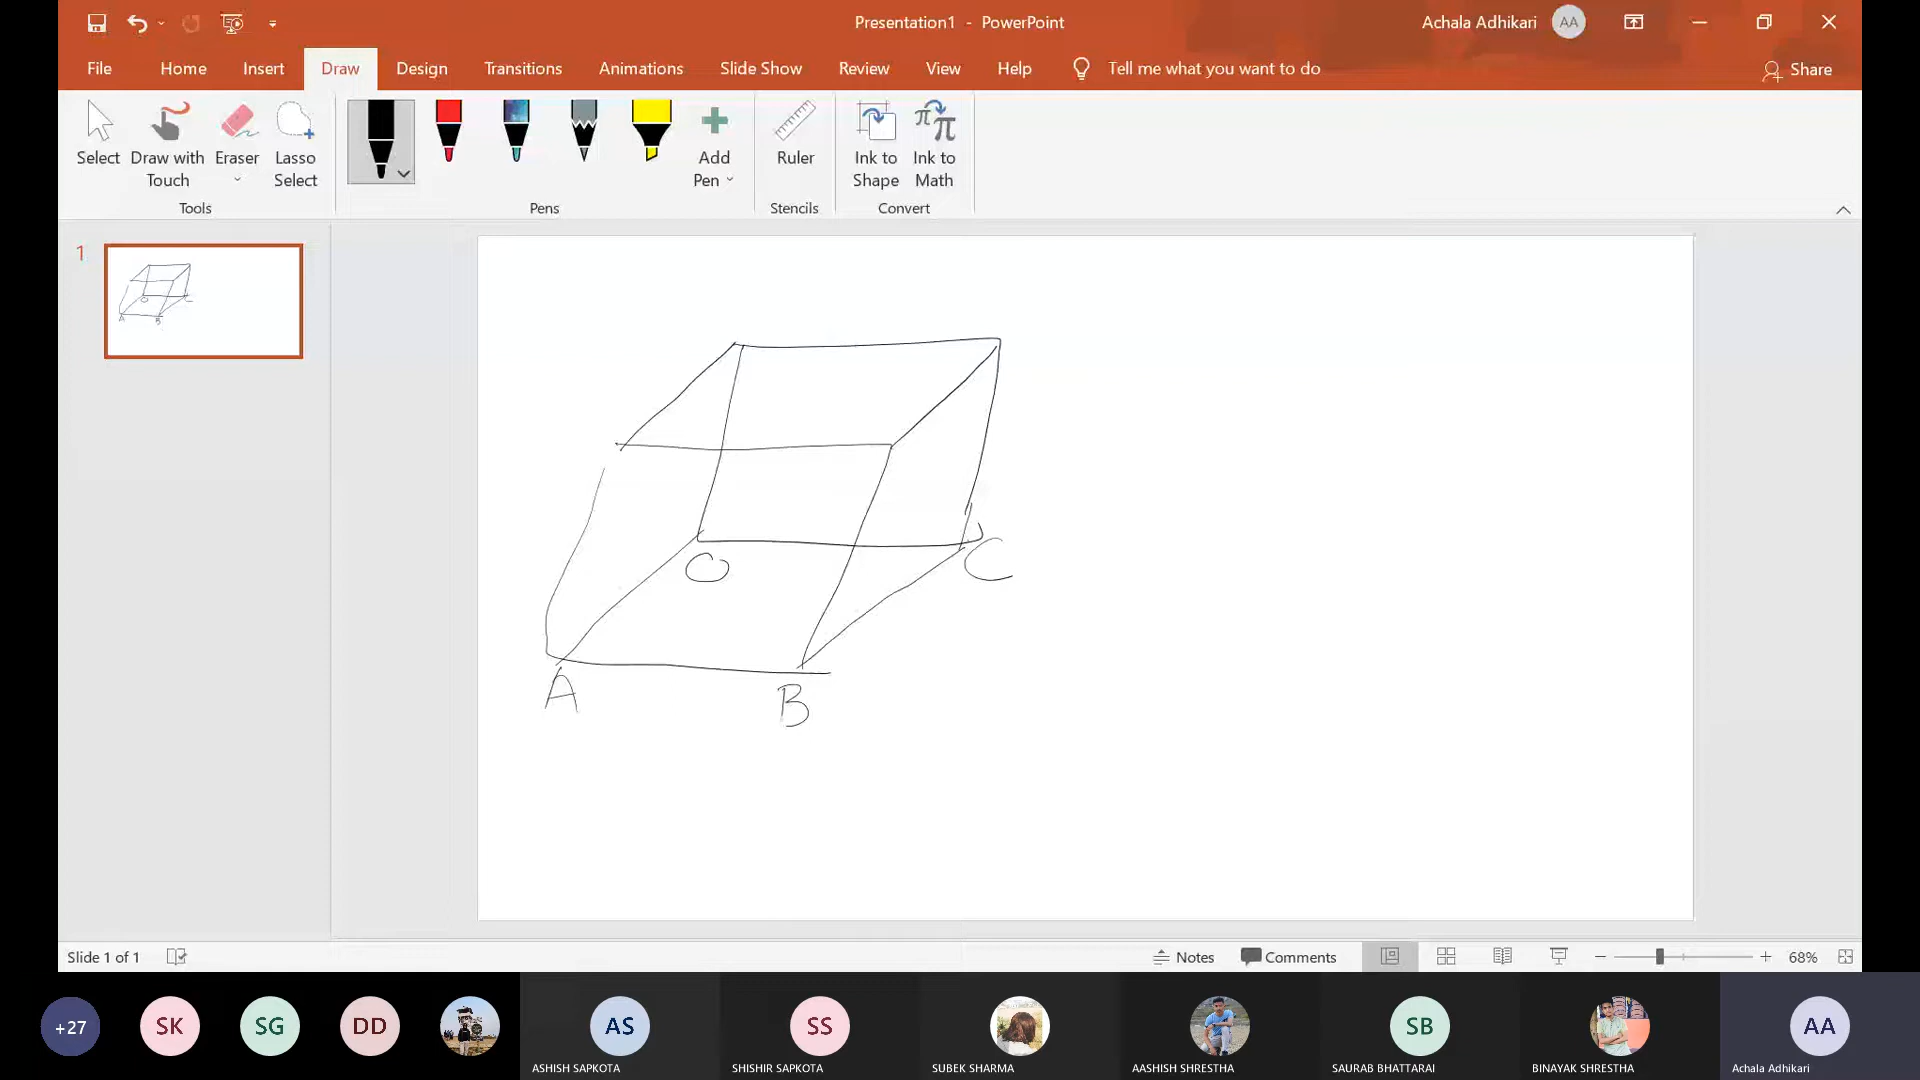 Presentation1 - PowerPoint
Achala Adhikari AA
File Home Insert Draw Design Transitions Animations Slide Show Review View Help Tell me what you want to do Share
Select Draw with Touch Eraser Lasso Select Add Pen Ruler Ink to Shape Ink to Math
Tools Pens Stencils Convert
1
A B C O
O C
A B
Slide 1 of 1 Notes Comments 68%
+27 SK SG DD AS SS SB AA
ASHISH SAPKOTA SHISHIR SAPKOTA SUBEK SHARMA AASHISH SHRESTHA SAURAB BHATTARAI BINAYAK SHRESTHA Achala Adhikari